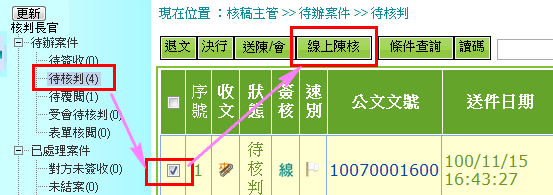 更新
核判長官
待辦案件
待簽收(0)
待核判(4)
待覆閱(1)
受會待核判(0)
表單核閱(0)
已處理案件
對方未簽收(0)
未結案(0)
現在位置 ：核稿主管 >> 待辦案件 >> 待核判
退文 決行 送陳/會 線上陳核 條件查詢 讀碼
序號 收文 狀態 簽核 速別 公文文號 送件日期
1 待核判 線 10070001600 100/11/15 16:43:27